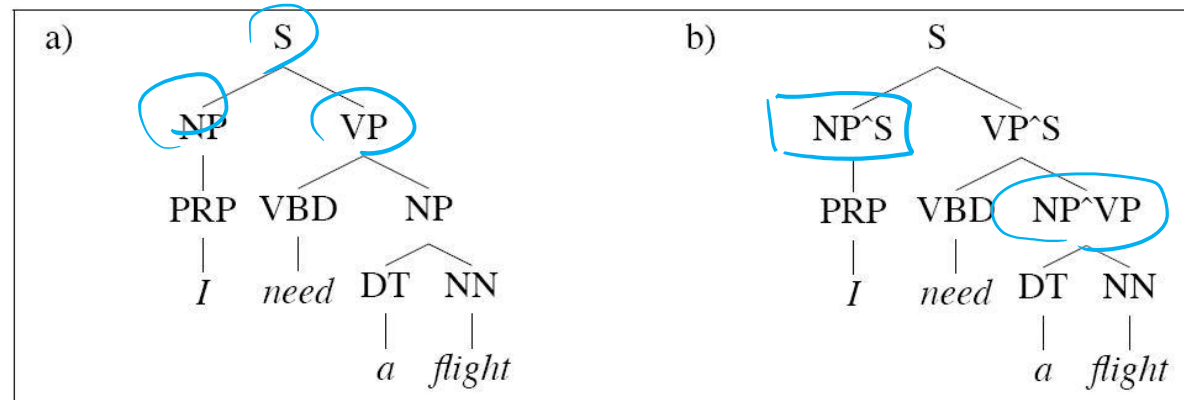 a) S b) S
NP VP NP^S VP^S
PRP VBD NP PRP VBD NP^VP
I need DT NN I need DT NN
a flight a flight